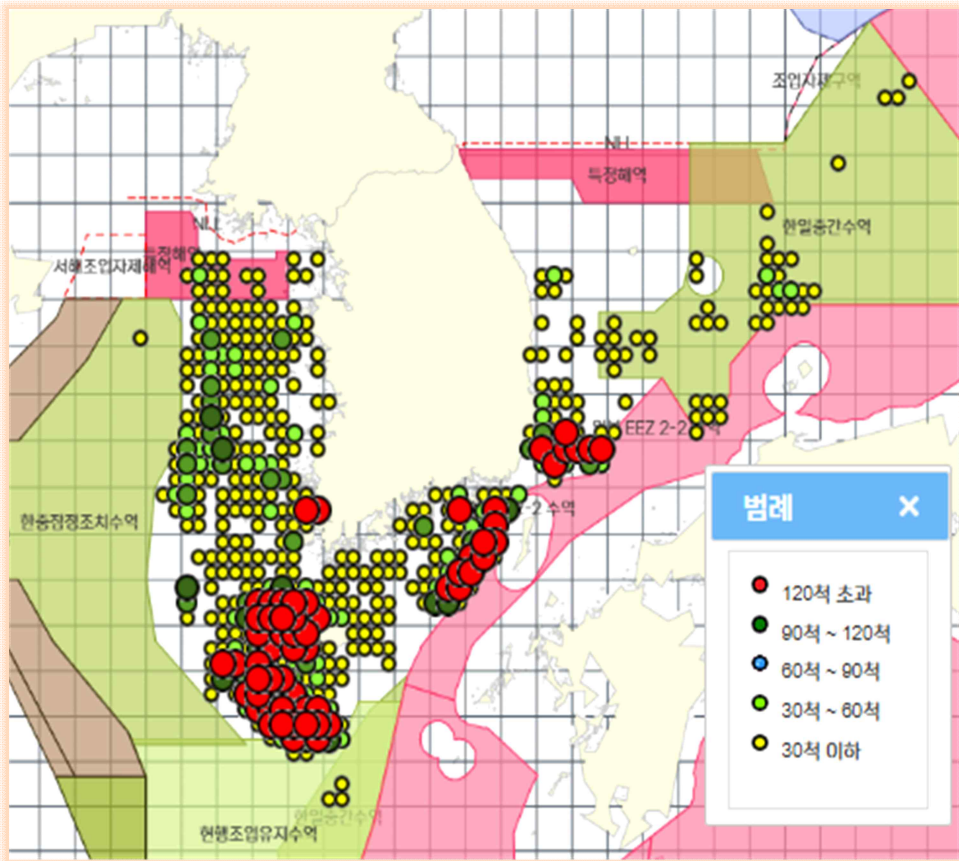 조업자제구역
NLL
특정해역
한일중간수역
NLL
특정해역
서해조업자제해역
EEZ 2-2
한중잠정조치수역
-2 수역
범례 ×
120척 초과
90척 ~ 120척
60척 ~ 90척
30척 ~ 60척
30척 이하
한일중간수역
현행조업유지수역